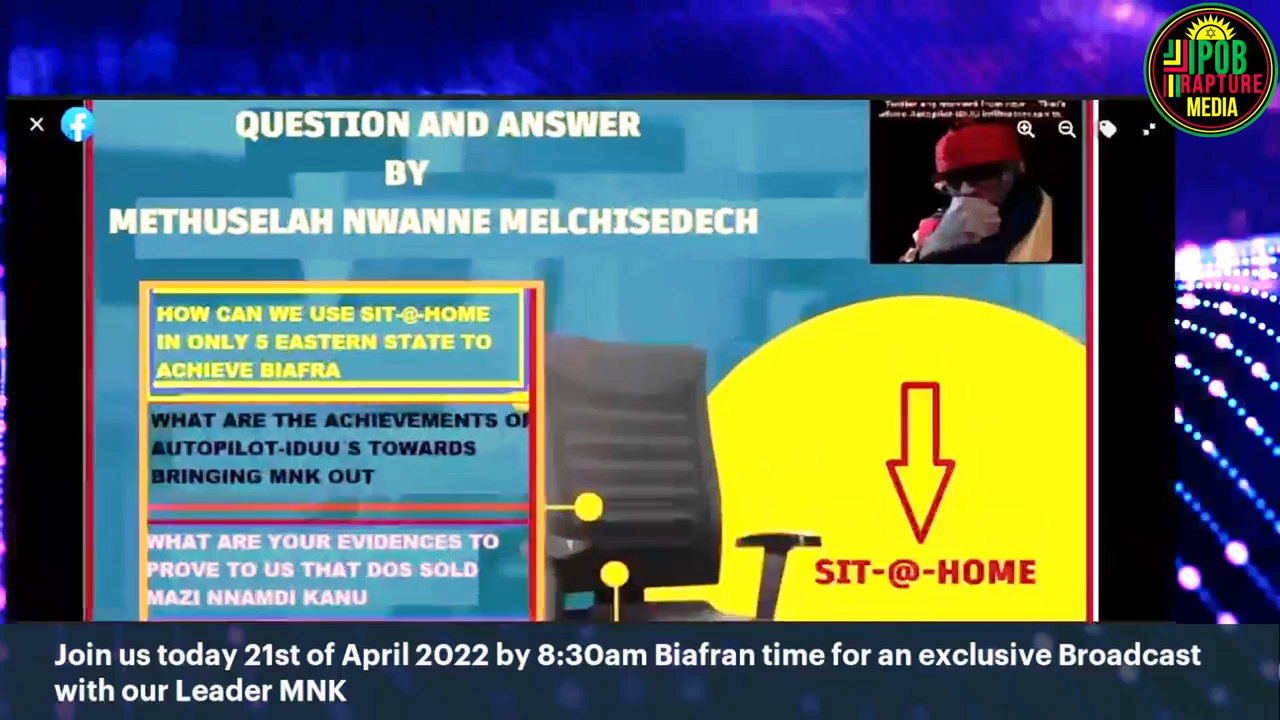 IPOB
RAPTURE
MEDIA
QUESTION AND ANSWER
BY
METHUSELAH NWANNE MELCHISEDECH
HOW CAN WE USE SIT-@-HOME
IN ONLY 5 EASTERN STATE TO
ACHIEVE BIAFRA
WHAT ARE THE ACHIEVEMENTS OF
AUTOPILOT-IDUU`S TOWARDS
BRINGING MNK OUT
WHAT ARE YOUR EVIDENCES TO
PROVE TO US THAT DOS SOLD
MAZI NNAMDI KANU
SIT-@-HOME
Join us today 21st of April 2022 by 8:30am Biafran time for an exclusive Broadcast
with our Leader MNK